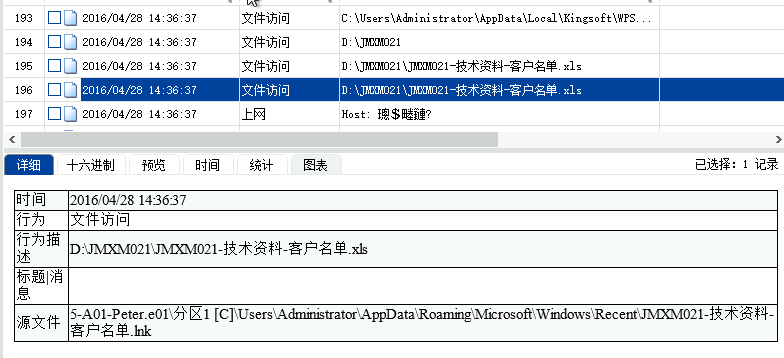 193 2016/04/28 14:36:37 文件访问 C:\Users\Administrator\AppData\Local\Kingsoft\WPS...
194 2016/04/28 14:36:37 文件访问 D:\JMXM021
195 2016/04/28 14:36:37 文件访问 D:\JMXM021\JMXM021-技术资料-客户名单.xls
196 2016/04/28 14:36:37 文件访问 D:\JMXM021\JMXM021-技术资料-客户名单.xls
197 2016/04/28 14:36:37 上网 Host:
详细 十六进制 预览 时间 统计 图表 已选择: 1 记录
时间 2016/04/28 14:36:37
行为 文件访问
行为描
述
D:\JMXM021\JMXM021-技术资料-客户名单.xls
标题|消
息
源文件
5-A01-Peter.e01\分区1 [C]\Users\Administrator\AppData\Roaming\Microsoft\Windows\Recent\JMXM021-技术资料-
客户名单.lnk